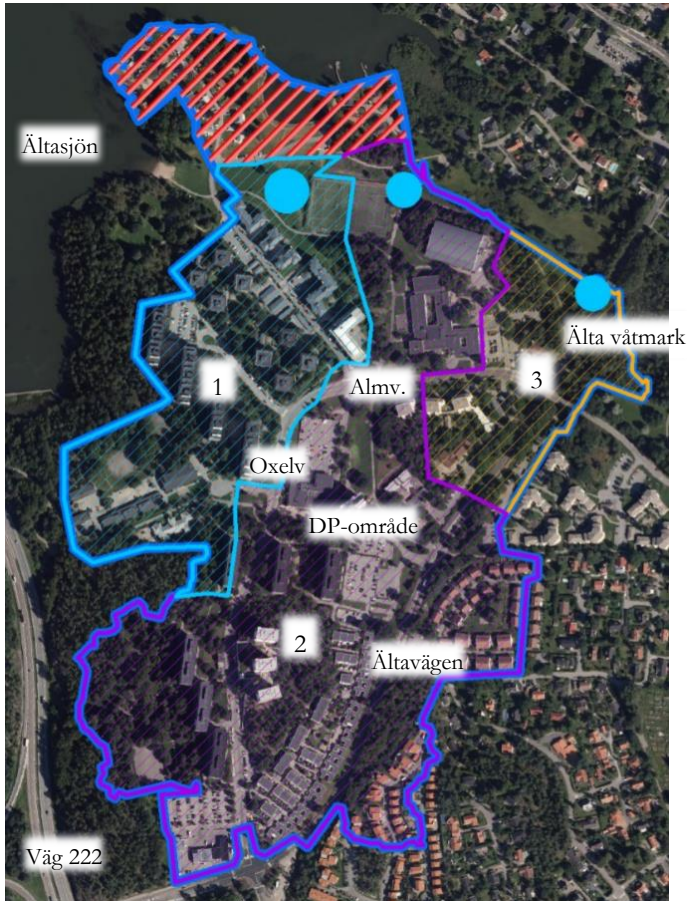 Ältasjön
Älta våtmark
1
Almv.
3
Oxelv
DP-område
2
Ältavägen
Väg 222